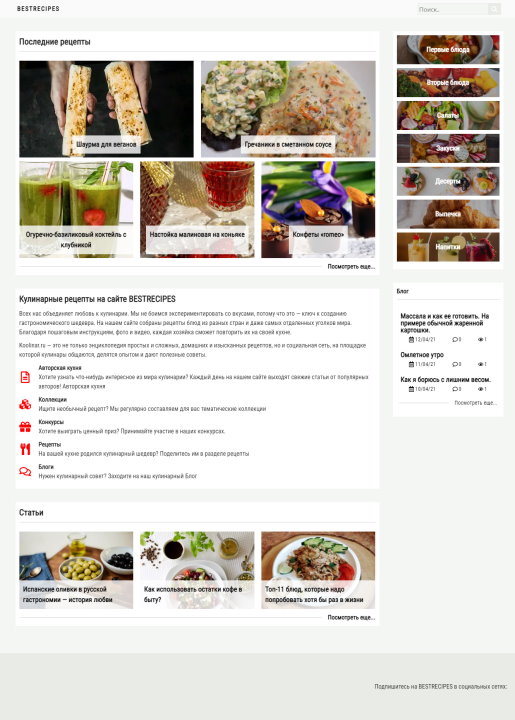 BESTRECIPES
Поиск..
Последние рецепты
Шаурма для веганов
Гречаники в сметанном соусе
Огуречно-базиликовый коктейль с
клубникой
Настойка малиновая на коньяке
Конфеты «romeo»
Посмотреть еще...
Кулинарные рецепты на сайте BESTRECIPES
Всех нас объединяет любовь к кулинарии. Мы не боимся экспериментировать со вкусами, потому что это — ключ к созданию
гастрономического шедевра. На нашем сайте собраны рецепты блюд из разных стран и даже самых отдаленных уголков мира.
Благодаря пошаговым инструкциям, фото и видео, каждая хозяйка сможет повторить их на своей кухне.
Koolinar.ru — это не только энциклопедия простых и сложных, домашних и изысканных рецептов, но и социальная сеть, на площадке
которой кулинары общаются, делятся опытом и дают полезные советы.
Авторская кухня
Хотите узнать что-нибудь интересное из мира кулинарии? Каждый день на нашем сайте выходят свежие статьи от популярных
авторов! Авторская кухня
Коллекции
Ищите необычный рецепт? Мы регулярно составляем для вас тематические коллекции
Конкурсы
Хотите выиграть ценный приз? Принимайте участие в наших конкурсах.
Рецепты
На вашей кухне родился кулинарный шедевр? Поделитесь им в разделе рецепты
Блоги
Нужен кулинарный совет? Заходите на наш кулинарный Блог
Статьи
Испанские оливки в русской
гастрономии — история любви
Как использовать остатки кофе в
быту?
Топ-11 блюд, которые надо
попробовать хотя бы раз в жизни
Посмотреть еще...
Первые блюда
Вторые блюда
Салаты
Закуски
Десерты
Выпечка
Напитки
Блог
Массала и как ее готовить. На
примере обычной жаренной
картошки.
12/04/21 0 1
Омлетное утро
11/04/21 0 1
Как я борюсь с лишним весом.
10/04/21 0 1
Посмотреть еще...
Подпишитесь на BESTRECIPES в социальных сетях: